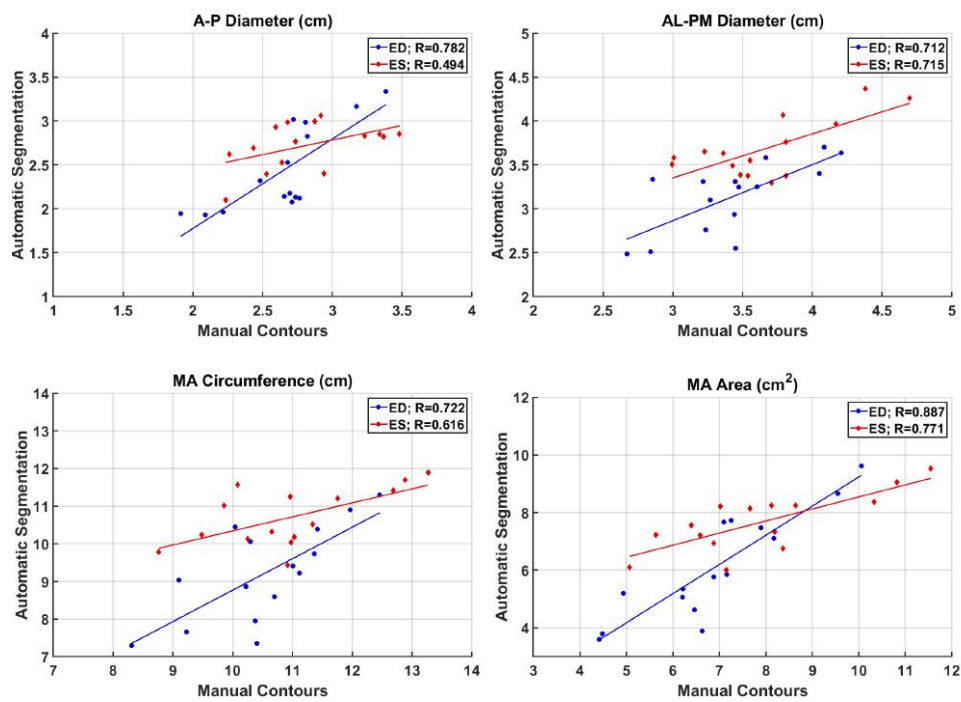 A-P Diameter (cm)
ED; R=0.782
ES; R=0.494
4
3.5
3
2.5
2
1.5
1
1
1.5
2
2.5
3
3.5
4
Automatic Segmentation
Manual Contours
AL-PM Diameter (cm)
ED; R=0.712
ES; R=0.715
5
4.5
4
3.5
3
2.5
2
2
2.5
3
3.5
4
4.5
5
Automatic Segmentation
Manual Contours
MA Circumference (cm)
ED; R=0.722
ES; R=0.616
14
13
12
11
10
9
8
7
7
8
9
10
11
12
13
14
Automatic Segmentation
Manual Contours
MA Area (cm²)
ED; R=0.887
ES; R=0.771
12
10
8
6
4
3
4
5
6
7
8
9
10
11
12
Automatic Segmentation
Manual Contours